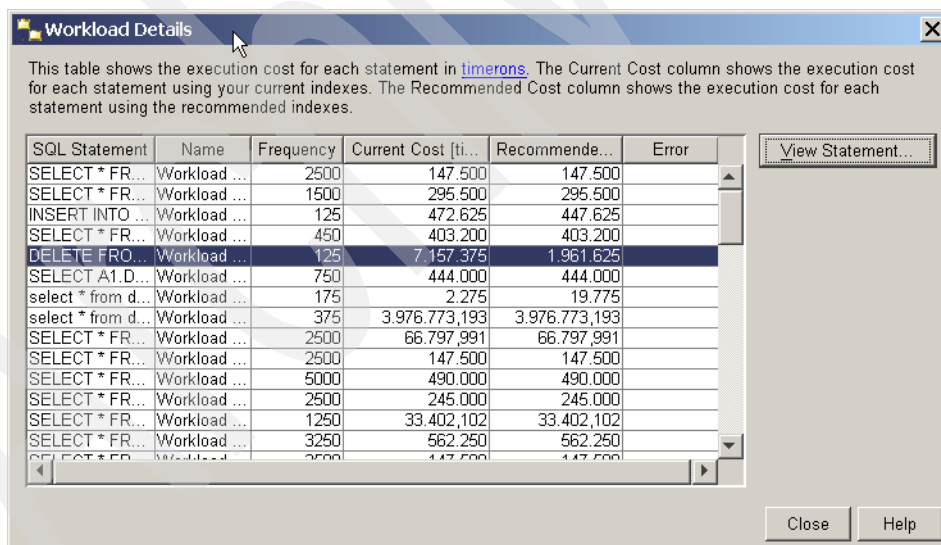 Workload Details
This table shows the execution cost for each statement in timerons. The Current Cost column shows the execution cost
for each statement using your current indexes. The Recommended Cost column shows the execution cost for each
statement using the recommended indexes.
SQL Statement Name Frequency Current Cost [ti... Recommende... Error View Statement...
SELECT * FR... Workload ... 2500 147.500 147.500
SELECT * FR... Workload ... 1500 295.500 295.500
INSERT INTO ... Workload ... 125 472.625 447.625
SELECT * FR... Workload ... 450 403.200 403.200
DELETE FRO... Workload ... 125 7.157.375 1.961.625
SELECT A1.D... Workload ... 750 444.000 444.000
select * from d... Workload ... 175 2.275 19.775
select * from d... Workload ... 375 3.976.773,193 3.976.773,193
SELECT * FR... Workload ... 2500 66.797,991 66.797,991
SELECT * FR... Workload ... 2500 147.500 147.500
SELECT * FR... Workload ... 5000 490.000 490.000
SELECT * FR... Workload ... 2500 245.000 245.000
SELECT * FR... Workload ... 1250 33.402,102 33.402,102
SELECT * FR... Workload ... 3250 562.250 562.250
Close Help